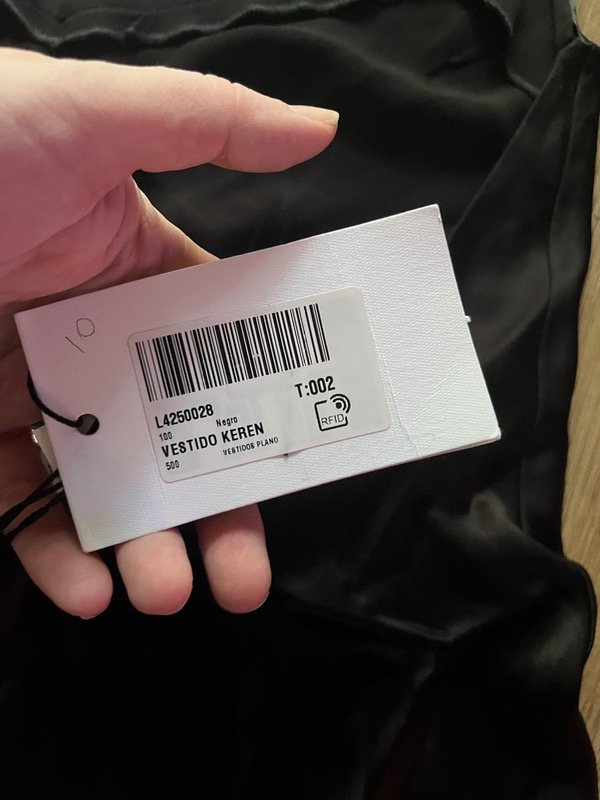 10
L4250028
T:002
100 Negro
VESTIDO KEREN
500 VESTIDOS PLANO
RFID